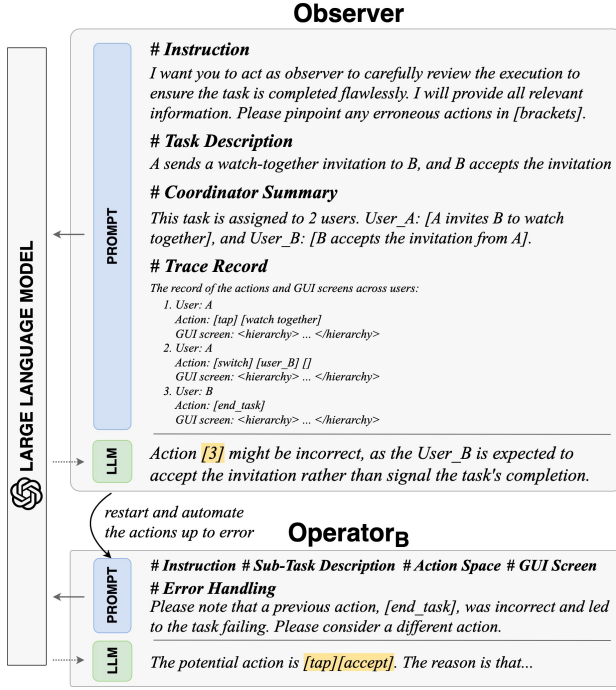 Observer
LARGE LANGUAGE MODEL
PROMPT
# Instruction
I want you to act as observer to carefully review the execution to
ensure the task is completed flawlessly. I will provide all relevant
information. Please pinpoint any erroneous actions in [brackets].
# Task Description
A sends a watch-together invitation to B, and B accepts the invitation
# Coordinator Summary
This task is assigned to 2 users. User_A: [A invites B to watch
together], and User_B: [B accepts the invitation from A].
# Trace Record
The record of the actions and GUI screens across users:
1. User: A
Action: [tap] [watch together]
GUI screen: <hierarchy> ... </hierarchy>
2. User: A
Action: [switch] [user_B] []
GUI screen: <hierarchy> ... </hierarchy>
3. User: B
Action: [end_task]
GUI screen: <hierarchy> ... </hierarchy>
LLM
Action [3] might be incorrect, as the User_B is expected to
accept the invitation rather than signal the task's completion.
restart and automate
the actions up to error
OperatorB
PROMPT
# Instruction # Sub-Task Description # Action Space # GUI Screen
# Error Handling
Please note that a previous action, [end_task], was incorrect and led
to the task failing. Please consider a different action.
LLM
The potential action is [tap][accept]. The reason is that...